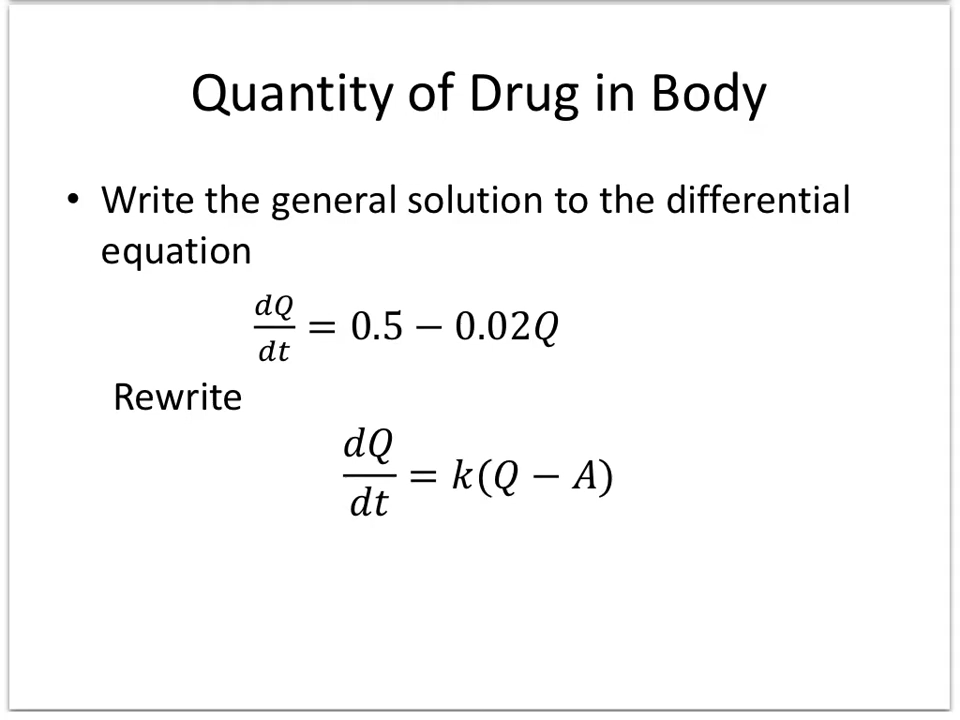 Quantity of Drug in Body
• Write the general solution to the differential
equation
dQ/dt = 0.5 − 0.02Q
Rewrite
dQ/dt = k(Q − A)